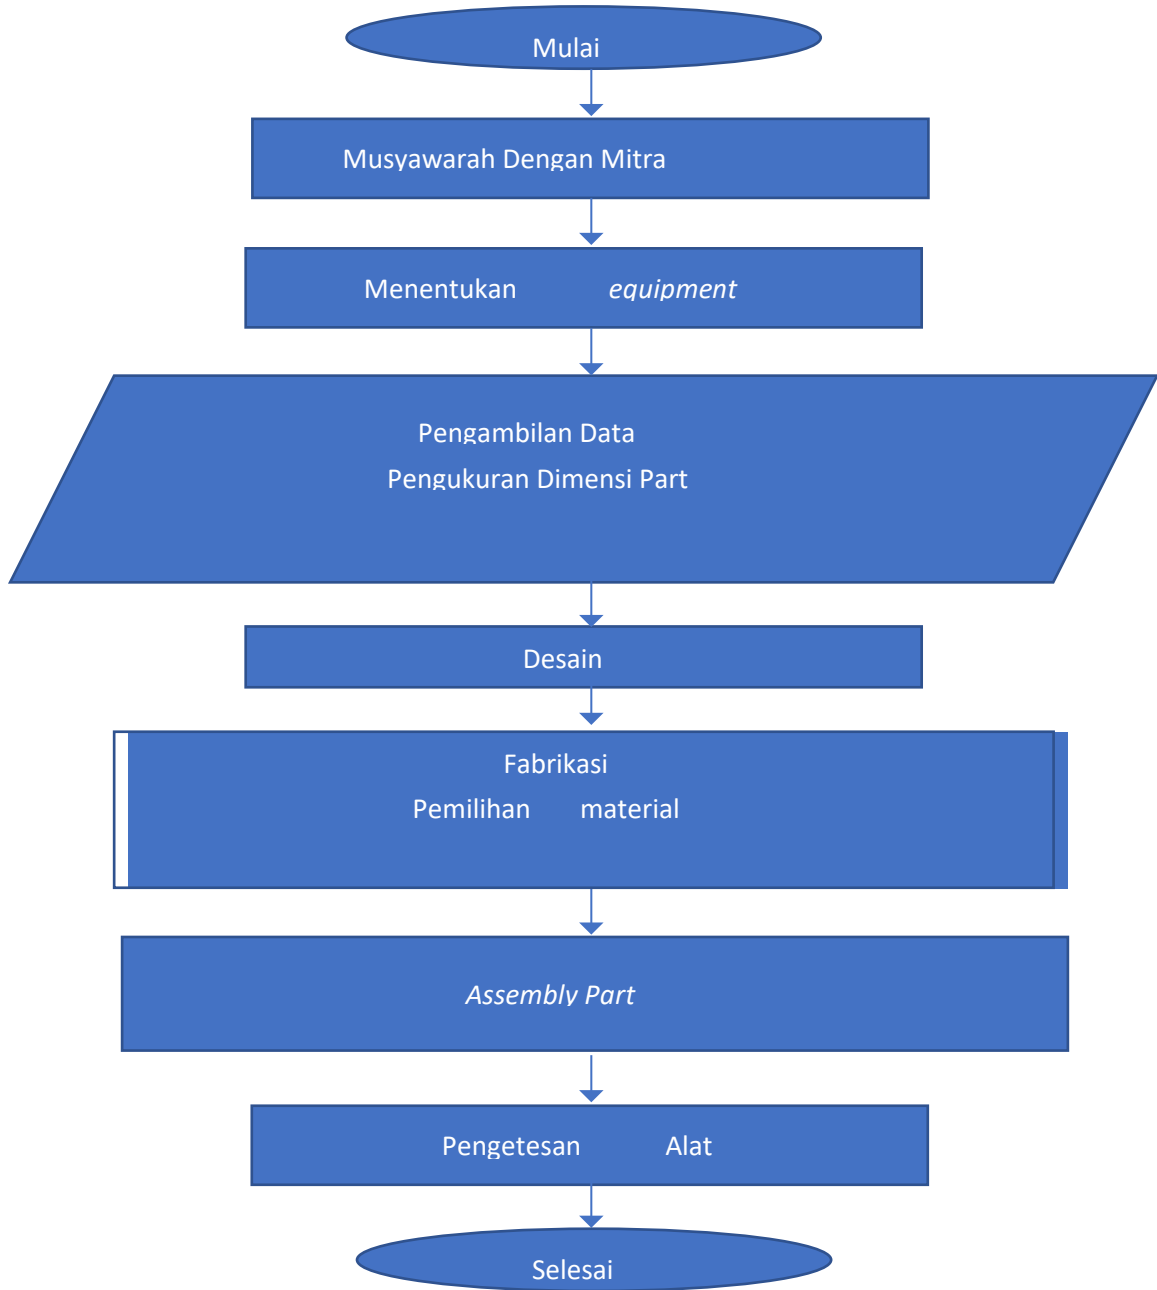 Mulai
Musyawarah Dengan Mitra
Menentukan equipment
Pengambilan Data
Pengukuran Dimensi Part
Desain
Fabrikasi
Pemilihan material
Assembly Part
Pengetesan Alat
Selesai